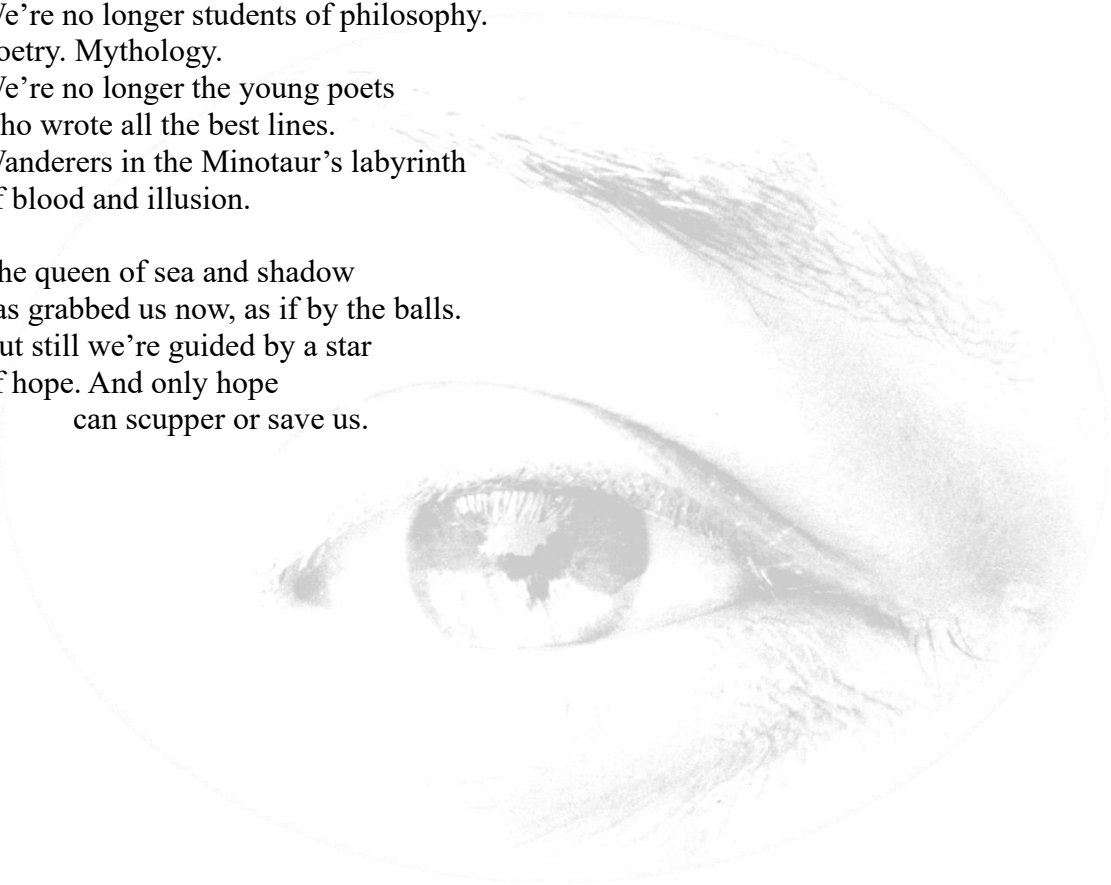 e’re no longer students of philosophy.
oetry. Mythology.
e’re no longer the young poets
ho wrote all the best lines.
anderers in the Minotaur’s labyrinth
f blood and illusion.
he queen of sea and shadow
as grabbed us now, as if by the balls.
ut still we’re guided by a star
f hope. And only hope
can scupper or save us.